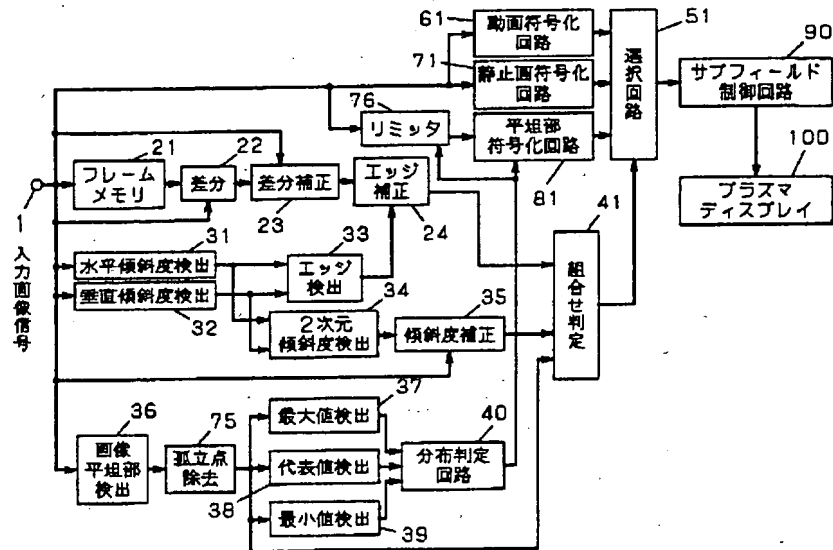 61
動画符号化
回路
51
71
静止画符号化
回路
選択回路
90
サブフィールド
制御回路
76
リミッタ
平坦部
符号化回路
81
21
フレーム
メモリ
22
差分
差分補正
23
エッジ
補正
24
100
プラズマ
ディスプレイ
1
入力画像信号
41
組合せ判定
31
水平傾斜度検出
垂直傾斜度検出
32
33
エッジ
検出
34
2次元
傾斜度検出
35
傾斜度補正
36
画像
平坦部
検出
75
孤立点
除去
37
最大値検出
代表値検出
38
最小値検出
39
40
分布判定
回路